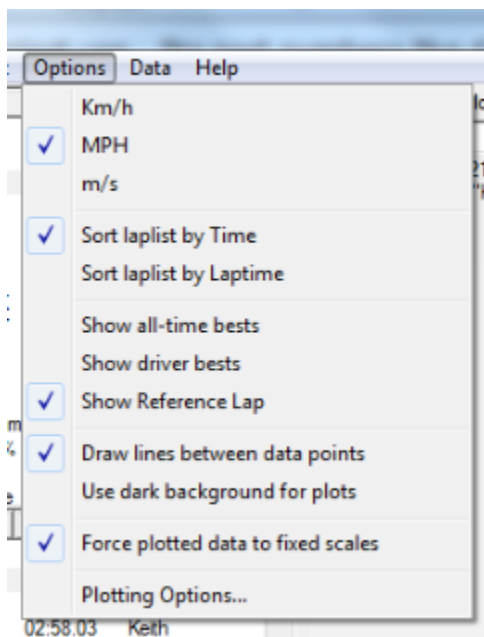 Options Data Help
Km/h
MPH
m/s
Sort laplist by Time
Sort laplist by Laptime
Show all-time bests
Show driver bests
Show Reference Lap
Draw lines between data points
Use dark background for plots
Force plotted data to fixed scales
Plotting Options...
02:58.03 Keith